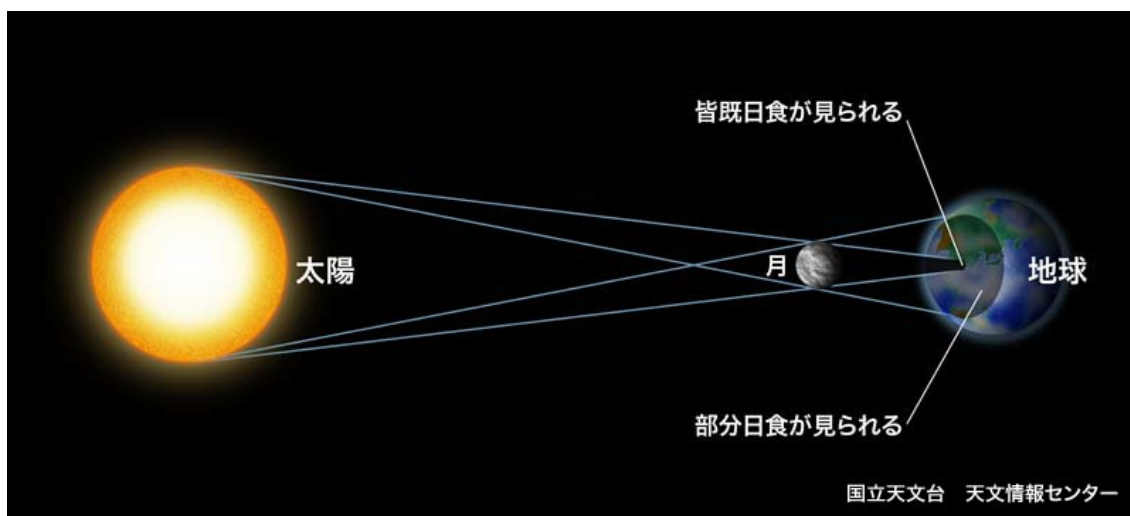 皆既日食が見られる
太陽
月
地球
部分日食が見られる
国立天文台　天文情報センター